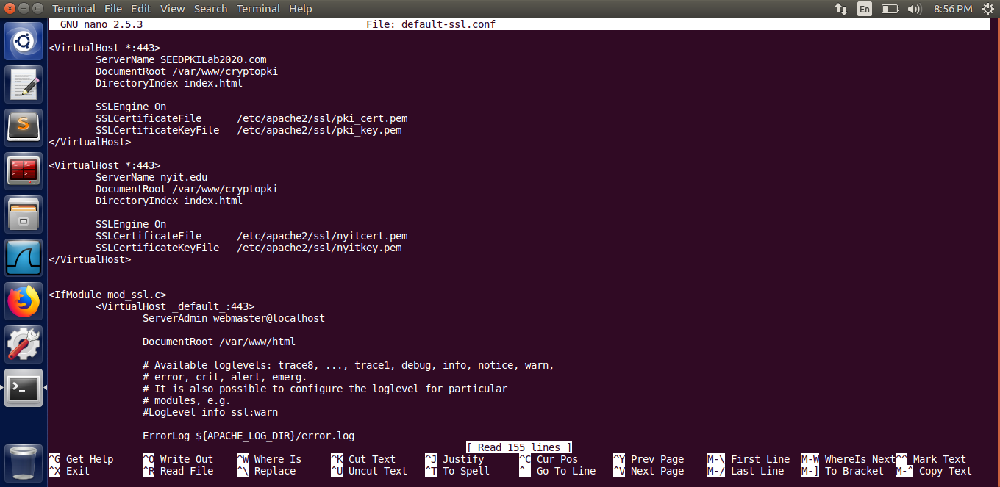 Terminal File Edit View Search Terminal Help En 8:56 PM
GNU nano 2.5.3 File: default-ssl.conf
<VirtualHost *:443>
ServerName SEEDPKILab2020.com
DocumentRoot /var/www/cryptopki
DirectoryIndex index.html
SSLEngine On
SSLCertificateFile /etc/apache2/ssl/pki_cert.pem
SSLCertificateKeyFile /etc/apache2/ssl/pki_key.pem
</VirtualHost>
<VirtualHost *:443>
ServerName nyit.edu
DocumentRoot /var/www/cryptopki
DirectoryIndex index.html
SSLEngine On
SSLCertificateFile /etc/apache2/ssl/nyitcert.pem
SSLCertificateKeyFile /etc/apache2/ssl/nyitkey.pem
</VirtualHost>
<IfModule mod_ssl.c>
<VirtualHost _default_:443>
ServerAdmin webmaster@localhost
DocumentRoot /var/www/html
# Available loglevels: trace8, ..., trace1, debug, info, notice, warn,
# error, crit, alert, emerg.
# It is also possible to configure the loglevel for particular
# modules, e.g.
#LogLevel info ssl:warn
ErrorLog ${APACHE_LOG_DIR}/error.log
[ Read 155 lines ]
^G Get Help ^O Write Out ^W Where Is ^K Cut Text ^J Justify ^C Cur Pos ^Y Prev Page M-\ First Line M-W WhereIs Next ^^ Mark Text
^X Exit ^R Read File ^\ Replace ^U Uncut Text ^T To Spell ^ Go To Line ^V Next Page M-/ Last Line M-] To Bracket M-^ Copy Text